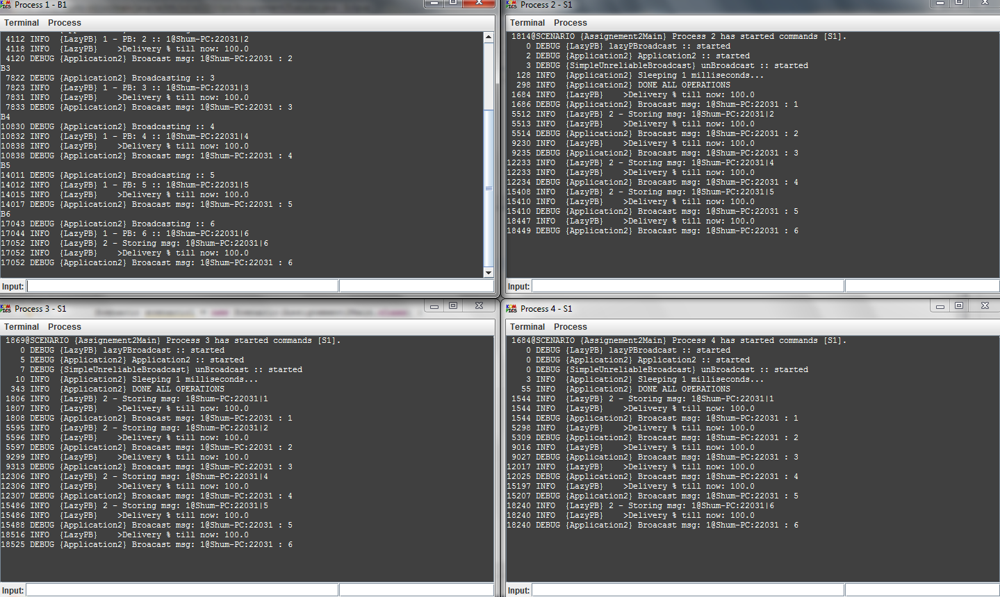 Process 1 - B1
Terminal Process
4112 INFO {LazyPB} 1 - PB: 2 :: 1@Shum-PC:22031|2
4118 INFO {LazyPB} >Delivery % till now: 100.0
4120 DEBUG {Application2} Broacast msg: 1@Shum-PC:22031 : 2
B3
7822 DEBUG {Application2} Broadcasting :: 3
7823 INFO {LazyPB} 1 - PB: 3 :: 1@Shum-PC:22031|3
7831 INFO {LazyPB} >Delivery % till now: 100.0
7833 DEBUG {Application2} Broacast msg: 1@Shum-PC:22031 : 3
B4
10830 DEBUG {Application2} Broadcasting :: 4
10832 INFO {LazyPB} 1 - PB: 4 :: 1@Shum-PC:22031|4
10838 INFO {LazyPB} >Delivery % till now: 100.0
10838 DEBUG {Application2} Broacast msg: 1@Shum-PC:22031 : 4
B5
14011 DEBUG {Application2} Broadcasting :: 5
14012 INFO {LazyPB} 1 - PB: 5 :: 1@Shum-PC:22031|5
14015 INFO {LazyPB} >Delivery % till now: 100.0
14017 DEBUG {Application2} Broacast msg: 1@Shum-PC:22031 : 5
B6
17043 DEBUG {Application2} Broadcasting :: 6
17044 INFO {LazyPB} 1 - PB: 6 :: 1@Shum-PC:22031|6
17052 INFO {LazyPB} 2 - Storing msg: 1@Shum-PC:22031|6
17052 INFO {LazyPB} >Delivery % till now: 100.0
17052 DEBUG {Application2} Broacast msg: 1@Shum-PC:22031 : 6
Input:
Process 2 - S1
Terminal Process
1814@SCENARIO {Assignement2Main} Process 2 has started commands [S1].
0 DEBUG {LazyPB} lazyPBroadcast :: started
2 DEBUG {Application2} Application2 :: started
3 DEBUG {SimpleUnreliableBroadcast} unBroadcast :: started
128 INFO {Application2} Sleeping 1 milliseconds...
298 INFO {Application2} DONE ALL OPERATIONS
1684 INFO {LazyPB} >Delivery % till now: 100.0
1686 DEBUG {Application2} Broacast msg: 1@Shum-PC:22031 : 1
5512 INFO {LazyPB} 2 - Storing msg: 1@Shum-PC:22031|2
5513 INFO {LazyPB} >Delivery % till now: 100.0
5514 DEBUG {Application2} Broacast msg: 1@Shum-PC:22031 : 2
9230 INFO {LazyPB} >Delivery % till now: 100.0
9235 DEBUG {Application2} Broacast msg: 1@Shum-PC:22031 : 3
12233 INFO {LazyPB} 2 - Storing msg: 1@Shum-PC:22031|4
12233 INFO {LazyPB} >Delivery % till now: 100.0
12234 DEBUG {Application2} Broacast msg: 1@Shum-PC:22031 : 4
15408 INFO {LazyPB} 2 - Storing msg: 1@Shum-PC:22031|5
15410 INFO {LazyPB} >Delivery % till now: 100.0
15410 DEBUG {Application2} Broacast msg: 1@Shum-PC:22031 : 5
18447 INFO {LazyPB} >Delivery % till now: 100.0
18449 DEBUG {Application2} Broacast msg: 1@Shum-PC:22031 : 6
Input:
Process 3 - S1
Terminal Process
1869@SCENARIO {Assignement2Main} Process 3 has started commands [S1].
0 DEBUG {LazyPB} lazyPBroadcast :: started
5 DEBUG {Application2} Application2 :: started
7 DEBUG {SimpleUnreliableBroadcast} unBroadcast :: started
10 INFO {Application2} Sleeping 1 milliseconds...
343 INFO {Application2} DONE ALL OPERATIONS
1806 INFO {LazyPB} 2 - Storing msg: 1@Shum-PC:22031|1
1807 INFO {LazyPB} >Delivery % till now: 100.0
1808 DEBUG {Application2} Broacast msg: 1@Shum-PC:22031 : 1
5595 INFO {LazyPB} 2 - Storing msg: 1@Shum-PC:22031|2
5596 INFO {LazyPB} >Delivery % till now: 100.0
5597 DEBUG {Application2} Broacast msg: 1@Shum-PC:22031 : 2
9299 INFO {LazyPB} >Delivery % till now: 100.0
9313 DEBUG {Application2} Broacast msg: 1@Shum-PC:22031 : 3
12306 INFO {LazyPB} 2 - Storing msg: 1@Shum-PC:22031|4
12306 INFO {LazyPB} >Delivery % till now: 100.0
12307 DEBUG {Application2} Broacast msg: 1@Shum-PC:22031 : 4
15486 INFO {LazyPB} 2 - Storing msg: 1@Shum-PC:22031|5
15486 INFO {LazyPB} >Delivery % till now: 100.0
15488 DEBUG {Application2} Broacast msg: 1@Shum-PC:22031 : 5
18516 INFO {LazyPB} >Delivery % till now: 100.0
18525 DEBUG {Application2} Broacast msg: 1@Shum-PC:22031 : 6
Input:
Process 4 - S1
Terminal Process
1684@SCENARIO {Assignement2Main} Process 4 has started commands [S1].
0 DEBUG {LazyPB} lazyPBroadcast :: started
0 DEBUG {Application2} Application2 :: started
0 DEBUG {SimpleUnreliableBroadcast} unBroadcast :: started
3 INFO {Application2} Sleeping 1 milliseconds...
55 INFO {Application2} DONE ALL OPERATIONS
1544 INFO {LazyPB} 2 - Storing msg: 1@Shum-PC:22031|1
1544 INFO {LazyPB} >Delivery % till now: 100.0
1544 DEBUG {Application2} Broacast msg: 1@Shum-PC:22031 : 1
5298 INFO {LazyPB} >Delivery % till now: 100.0
5309 DEBUG {Application2} Broacast msg: 1@Shum-PC:22031 : 2
9016 INFO {LazyPB} >Delivery % till now: 100.0
9027 DEBUG {Application2} Broacast msg: 1@Shum-PC:22031 : 3
12017 INFO {LazyPB} >Delivery % till now: 100.0
12025 DEBUG {Application2} Broacast msg: 1@Shum-PC:22031 : 4
15197 INFO {LazyPB} >Delivery % till now: 100.0
15207 DEBUG {Application2} Broacast msg: 1@Shum-PC:22031 : 5
18240 INFO {LazyPB} 2 - Storing msg: 1@Shum-PC:22031|6
18240 INFO {LazyPB} >Delivery % till now: 100.0
18240 DEBUG {Application2} Broacast msg: 1@Shum-PC:22031 : 6
Input: